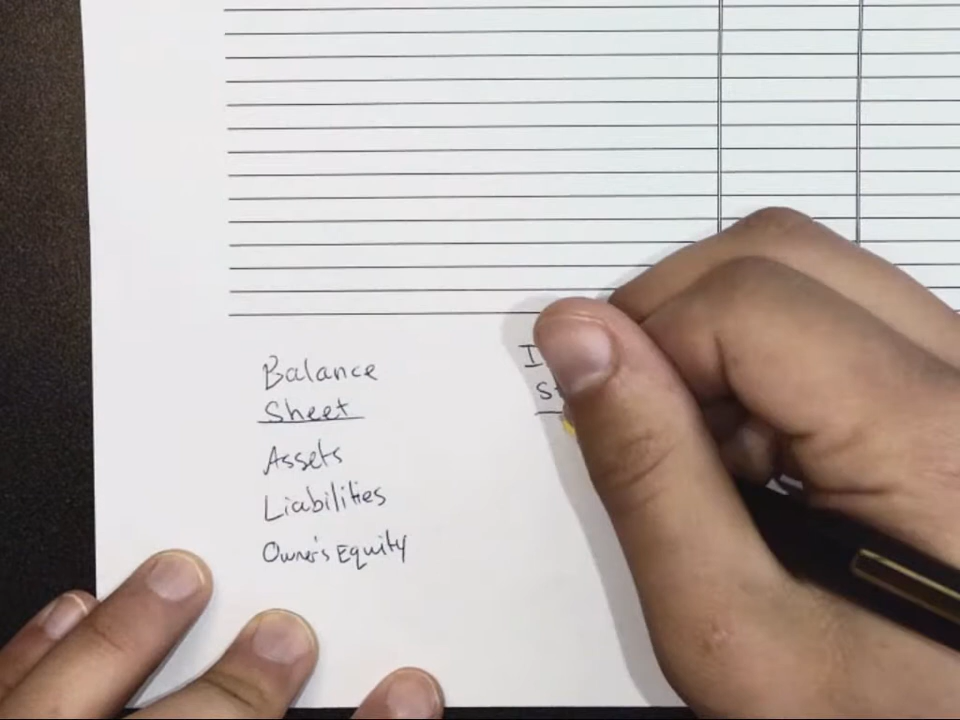 Balance
Sheet
Assets
Liabilities
Owner's Equity